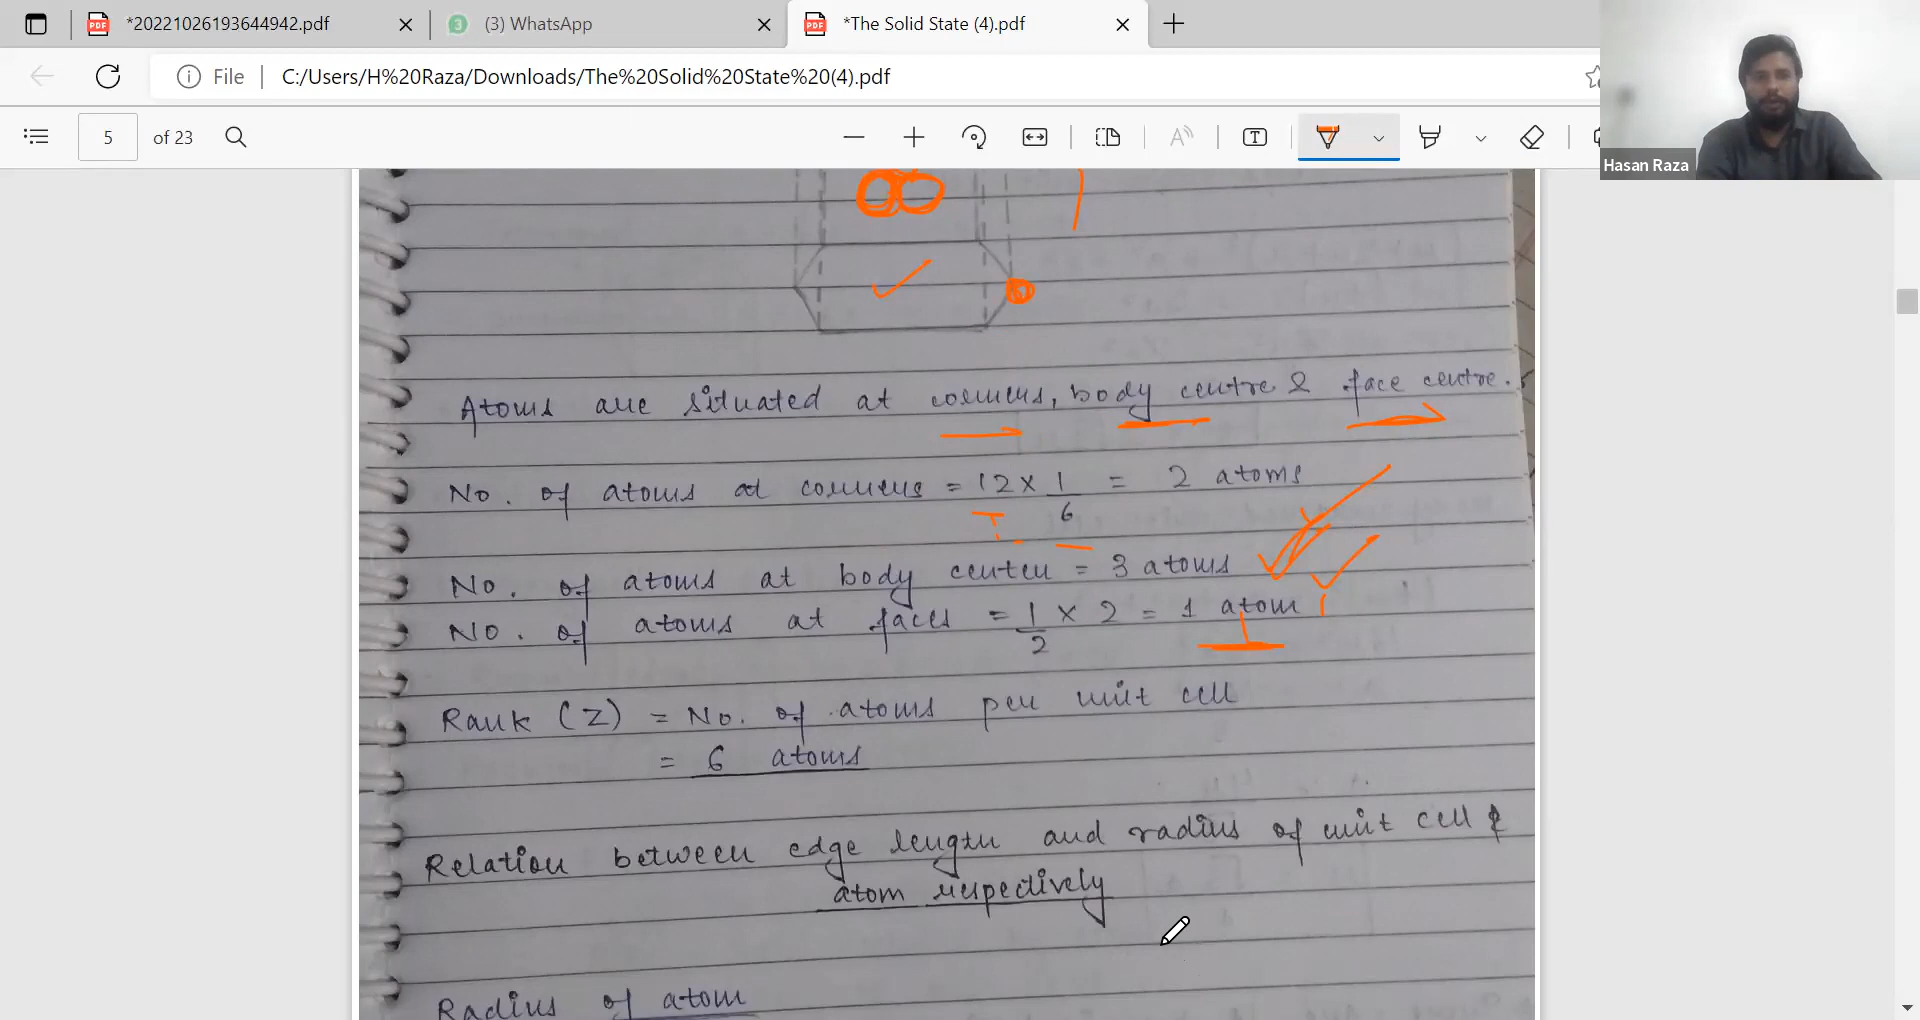 *20221026193644942.pdf
(3) WhatsApp
*The Solid State (4).pdf
File
C:/Users/H%20Raza/Downloads/The%20Solid%20State%20(4).pdf
5 of 23
Hasan Raza
Atoms are situated at corners, body centre & face centre.
No. of atoms at corners = 12 × 1/6 = 2 atoms
No. of atoms at body center = 3 atoms
No. of atoms at faces = 1/2 × 2 = 1 atom
Rank (Z) = No. of atoms per unit cell
= 6 atoms
Relation between edge length and radius of unit cell &
atom respectively
Radius of atom